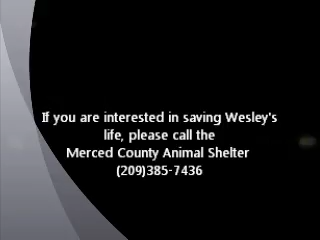 If you are interested in saving Wesley's
life, please call the
Merced County Animal Shelter
(209)385-7436